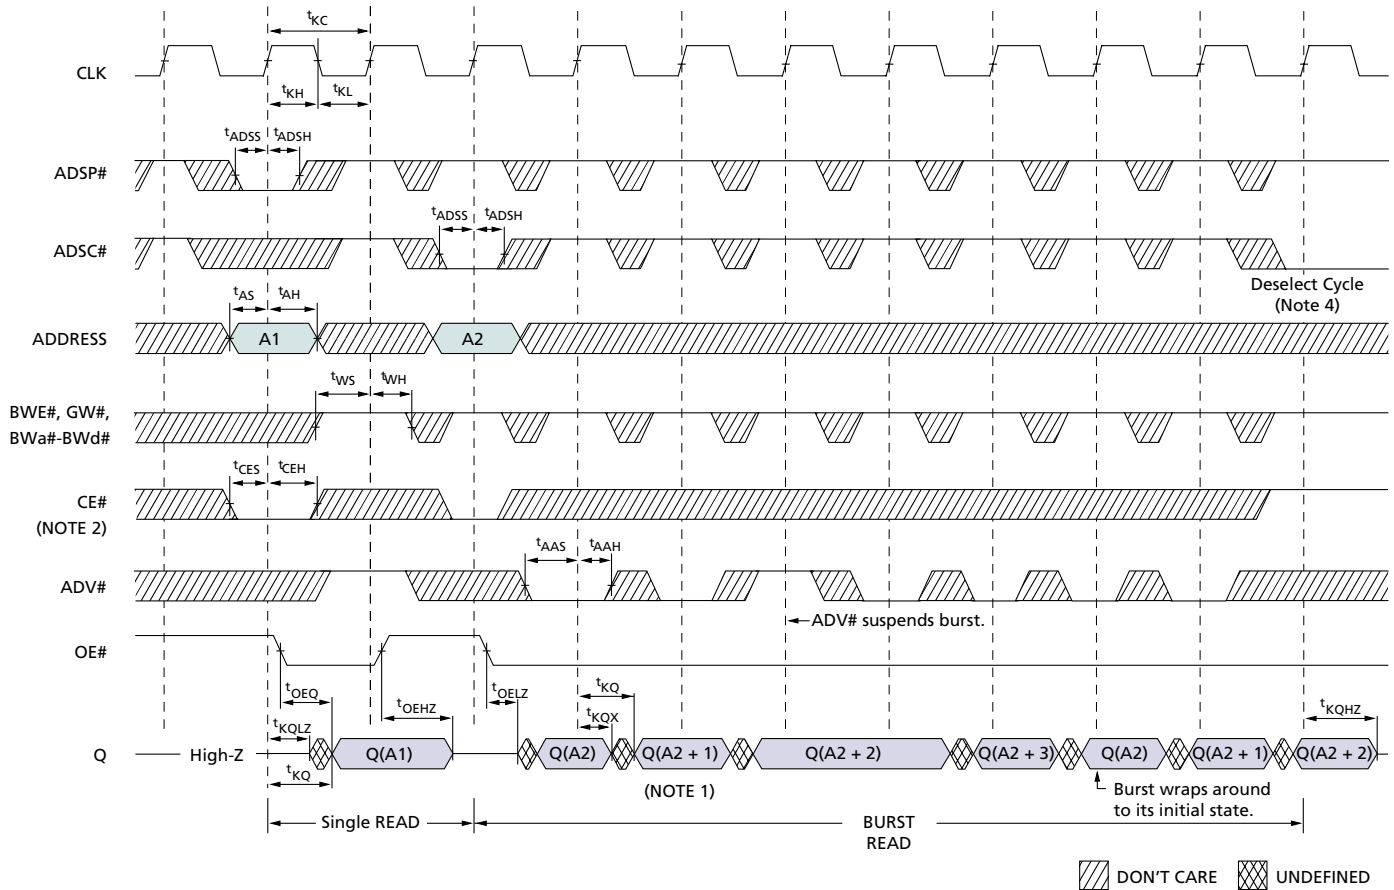 tKC
CLK
tKH
tKL
tADSS
tADSH
ADSP#
tADSS
tADSH
ADSC#
Deselect Cycle
(Note 4)
tAS
tAH
ADDRESS
A1
A2
tWS
tWH
BWE#, GW#,
BWa#-BWd#
tCES
tCEH
CE#
(NOTE 2)
tAAS
tAAH
ADV#
ADV# suspends burst.
OE#
tOEQ
tOEHZ
tOELZ
tKQ
tKQX
tKQHZ
tKQLZ
Q
High-Z
Q(A1)
Q(A2)
Q(A2 + 1)
Q(A2 + 2)
Q(A2 + 3)
Q(A2)
Q(A2 + 1)
Q(A2 + 2)
tKQ
(NOTE 1)
Burst wraps around
to its initial state.
Single READ
BURST
READ
DON'T CARE
UNDEFINED